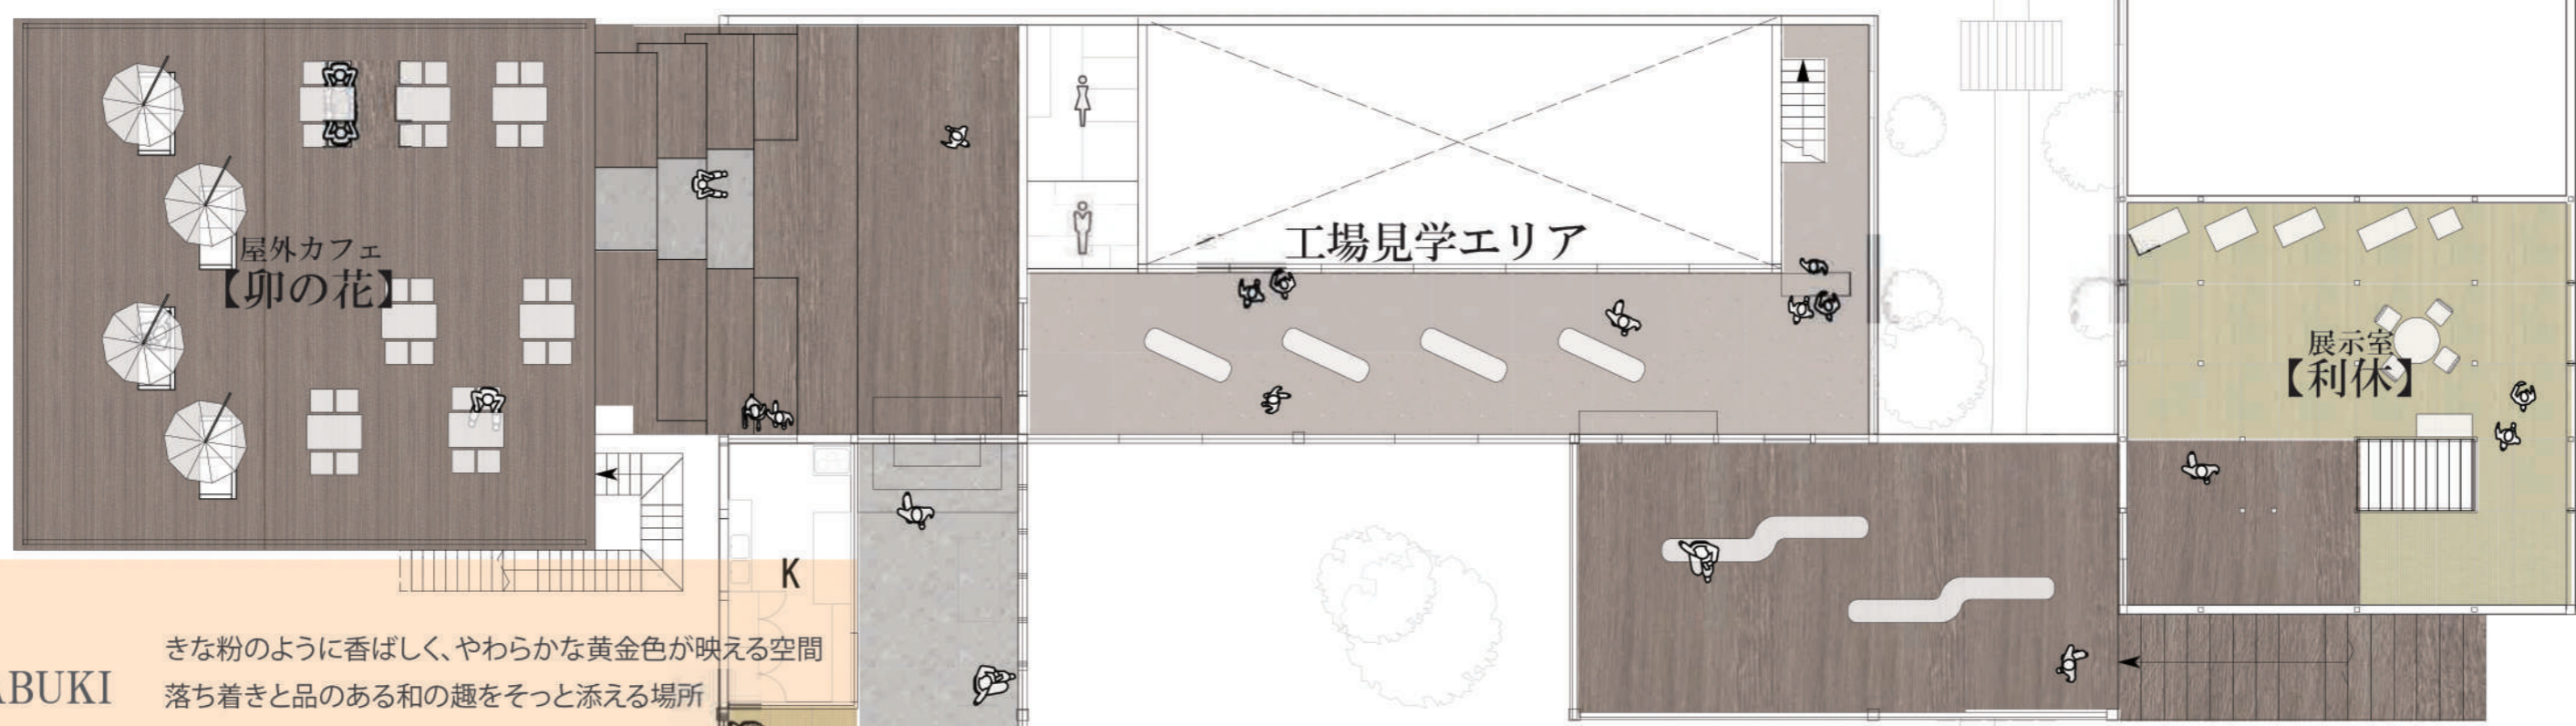 屋外カフェ
【卯の花】
工場見学エリア
展示室
【利休】
K
きな粉のように香ばしく、やわらかな黄金色が映える空間
ABUKI
落ち着きと品のある和の趣をそっと添える場所